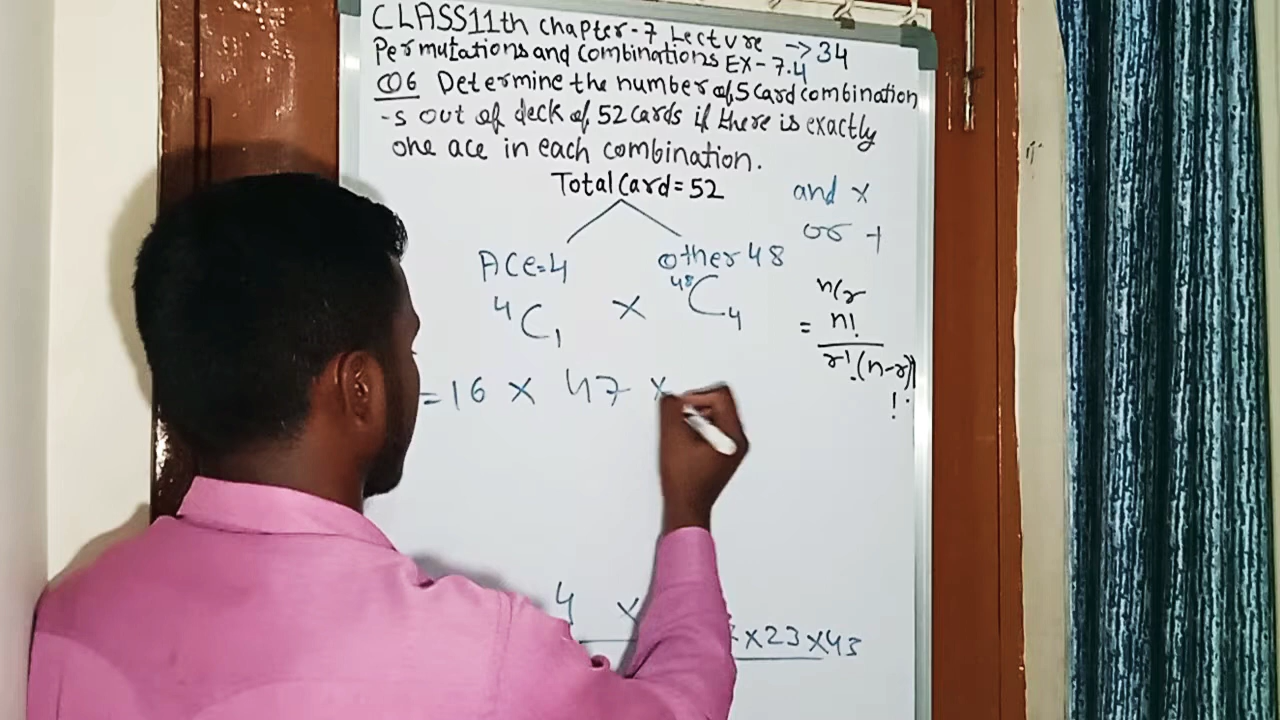 CLASS11th Chapter-7 Lecture → 34
Permutations and Combinations EX-7.4
Q06 Determine the number of 5 Card combination
-s out of deck of 52 cards if there is exactly
one ace in each combination.
Total Card = 52
and x
or +
ACe=4
other 48
⁴C₁ × ⁴⁸C₄
nCr
= n!
r!(n-r)!
!
=16 × 47 ×
4 ×
×23×43